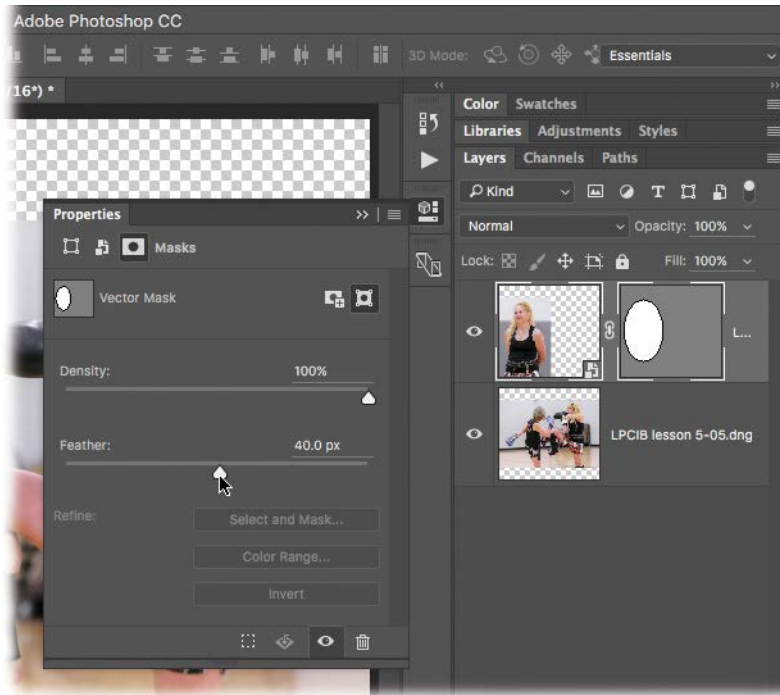 Adobe Photoshop CC
3D Mode:
Essentials
/16*) *
Color Swatches
Libraries Adjustments Styles
Layers Channels Paths
Kind
Normal
Opacity: 100%
Lock:
Fill: 100%
L...
LPCIB lesson 5-05.dng
Properties
Masks
Vector Mask
Density: 100%
Feather: 40.0 px
Refine:
Select and Mask...
Color Range...
Invert